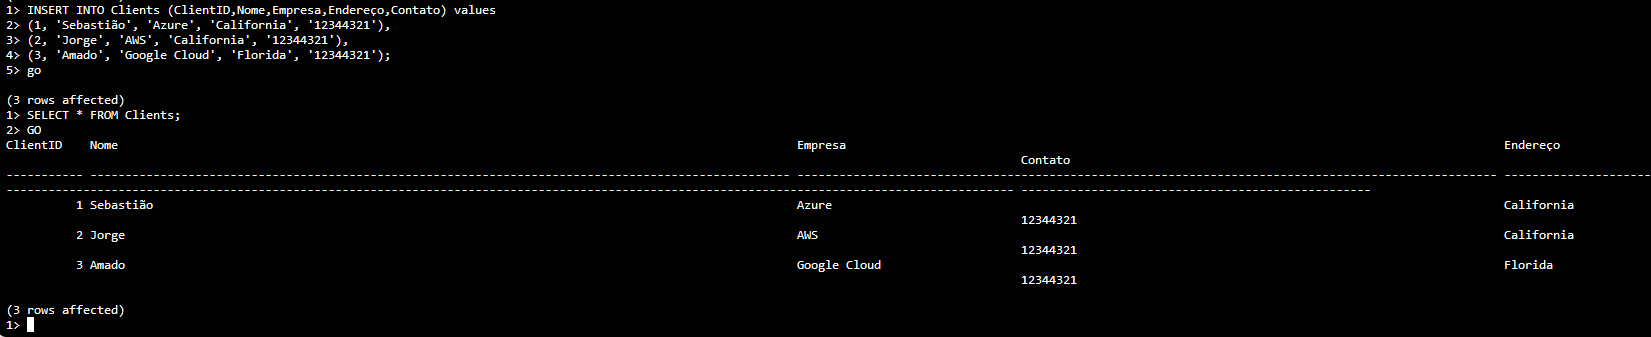 1> INSERT INTO Clients (ClientID,Nome,Empresa,Endereço,Contato) values
2> (1, 'Sebastião', 'Azure', 'California', '12344321'),
3> (2, 'Jorge', 'AWS', 'California', '12344321'),
4> (3, 'Amado', 'Google Cloud', 'Florida', '12344321');
5> go
(3 rows affected)
1> SELECT * FROM Clients;
2> GO
ClientID Nome Empresa Endereço
Contato
1 Sebastião Azure California
12344321
2 Jorge AWS California
12344321
3 Amado Google Cloud Florida
12344321
(3 rows affected)
1>